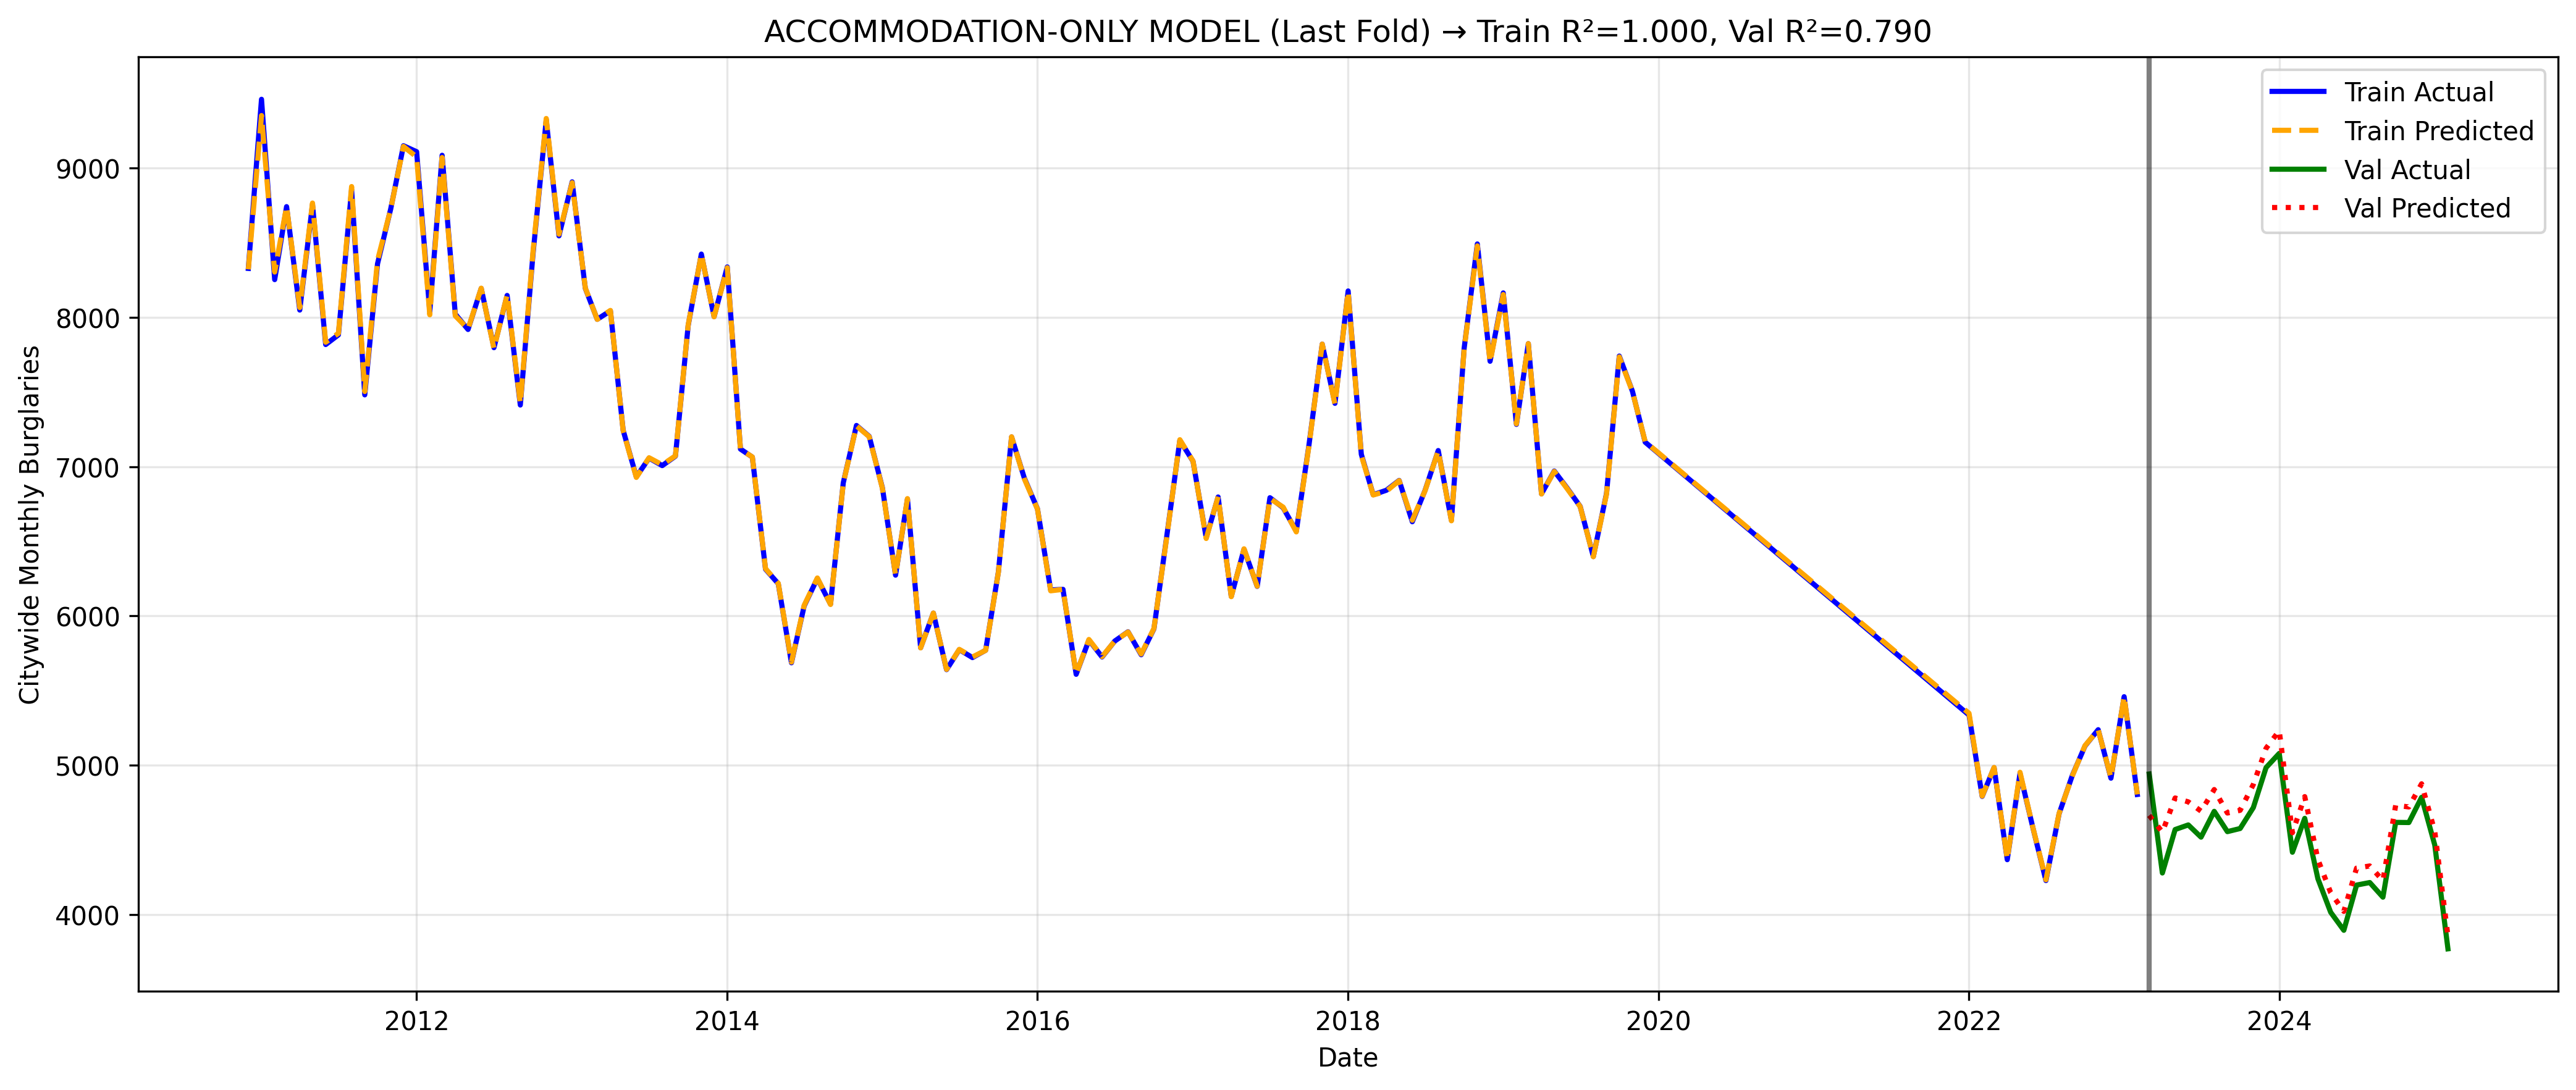 ACCOMMODATION-ONLY MODEL (Last Fold) → Train R²=1.000, Val R²=0.790
Train Actual
Train Predicted
Val Actual
Val Predicted
Citywide Monthly Burglaries
9000
8000
7000
6000
5000
4000
2012
2014
2016
2018
2020
2022
2024
Date